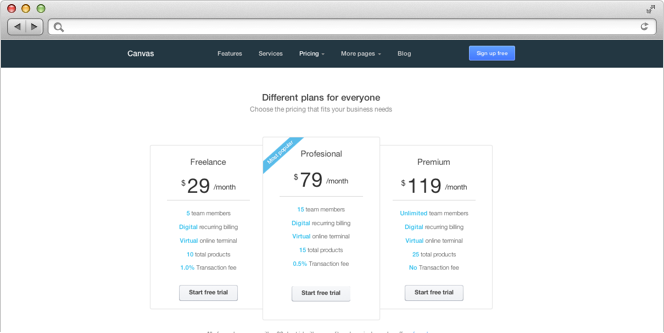 Canvas Features Services Pricing More pages Blog Sign up free
Different plans for everyone
Choose the pricing that fits your business needs
Freelance
$29 /month
5 team members
Digital recurring billing
Virtual online terminal
10 total products
1.0% Transaction fee
Start free trial
Most popular
Profesional
$79 /month
15 team members
Digital recurring billing
Virtual online terminal
15 total products
0.5% Transaction fee
Start free trial
Premium
$119 /month
Unlimited team members
Digital recurring billing
Virtual online terminal
25 total products
No Transaction fee
Start free trial